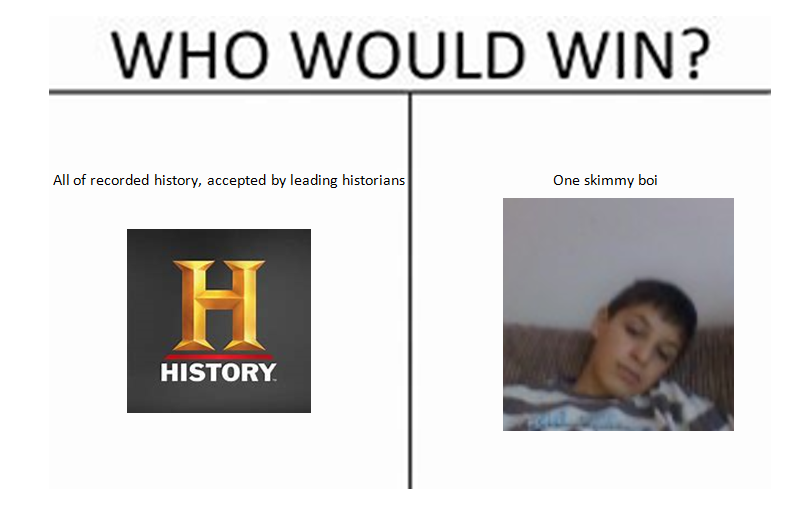 WHO WOULD WIN?
All of recorded history, accepted by leading historians
One skimmy boi
H
HISTORY